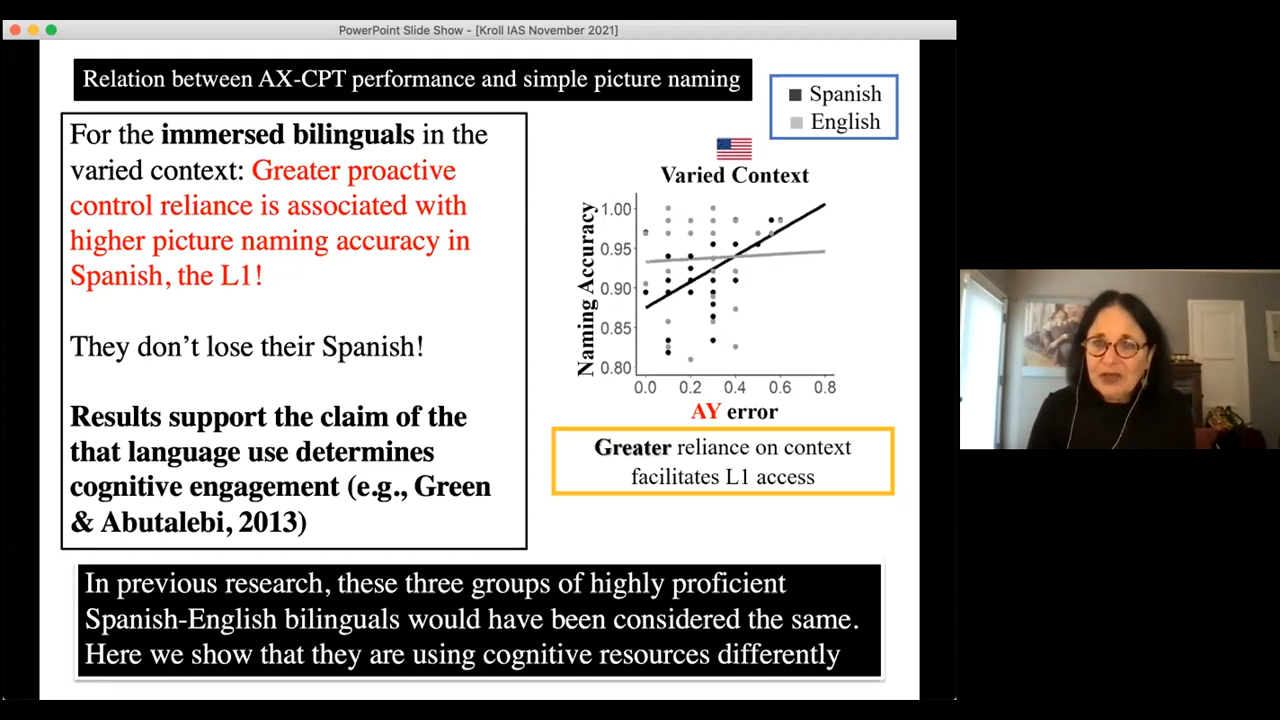 PowerPoint Slide Show - [Kroll IAS November 2021]
Relation between AX-CPT performance and simple picture naming
For the immersed bilinguals in the
varied context: Greater proactive
control reliance is associated with
higher picture naming accuracy in
Spanish, the L1!
They don't lose their Spanish!
Results support the claim of the
that language use determines
cognitive engagement (e.g., Green
& Abutalebi, 2013)
Spanish
English
Varied Context
Naming Accuracy
1.00
0.95
0.90
0.85
0.80
0.0 0.2 0.4 0.6 0.8
AY error
Greater reliance on context
facilitates L1 access
In previous research, these three groups of highly proficient
Spanish-English bilinguals would have been considered the same.
Here we show that they are using cognitive resources differently